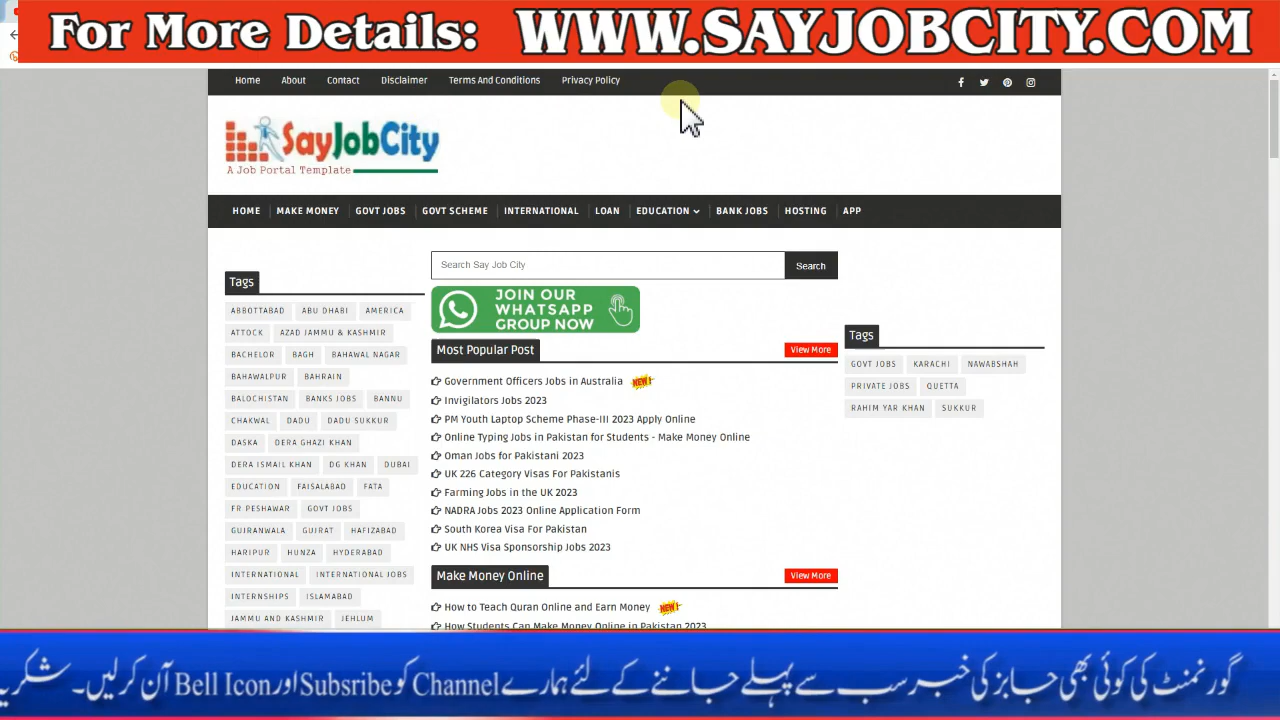 For More Details: WWW.SAYJOBCITY.COM
Home About Contact Disclaimer Terms And Conditions Privacy Policy
SayJobCity
A Job Portal Template
HOME MAKE MONEY GOVT JOBS GOVT SCHEME INTERNATIONAL LOAN EDUCATION BANK JOBS HOSTING APP
Tags
ABBOTTABAD ABU DHABI AMERICA
ATTOCK AZAD JAMMU & KASHMIR
BACHELOR BAGH BAHAWAL NAGAR
BAHAWALPUR BAHRAIN
BALOCHISTAN BANKS JOBS BANNU
CHAKWAL DADU DADU SUKKUR
DASKA DERA GHAZI KHAN
DERA ISMAIL KHAN DG KHAN DUBAI
EDUCATION FAISALABAD FATA
FR PESHAWAR GOVT JOBS
GUJRANWALA GUJRAT HAFIZABAD
HARIPUR HUNZA HYDERABAD
INTERNATIONAL INTERNATIONAL JOBS
INTERNSHIPS ISLAMABAD
JAMMU AND KASHMIR JEHLUM
Search Say Job City Search
JOIN OUR
WHATSAPP
GROUP NOW
Most Popular Post View More
Government Officers Jobs in Australia NEW!
Invigilators Jobs 2023
PM Youth Laptop Scheme Phase-III 2023 Apply Online
Online Typing Jobs in Pakistan for Students - Make Money Online
Oman Jobs for Pakistani 2023
UK 226 Category Visas For Pakistanis
Farming Jobs in the UK 2023
NADRA Jobs 2023 Online Application Form
South Korea Visa For Pakistan
UK NHS Visa Sponsorship Jobs 2023
Make Money Online View More
How to Teach Quran Online and Earn Money NEW!
How Students Can Make Money Online in Pakistan 2023
Tags
GOVT JOBS KARACHI NAWABSHAH
PRIVATE JOBS QUETTA
RAHIM YAR KHAN SUKKUR
گورنمنٹ کی کوئی بھی جابز کی خبر سب سے پہلے جاننے کے لئے ہمارے Channel کو Subsribe اور Bell Icon آن کرلیں۔